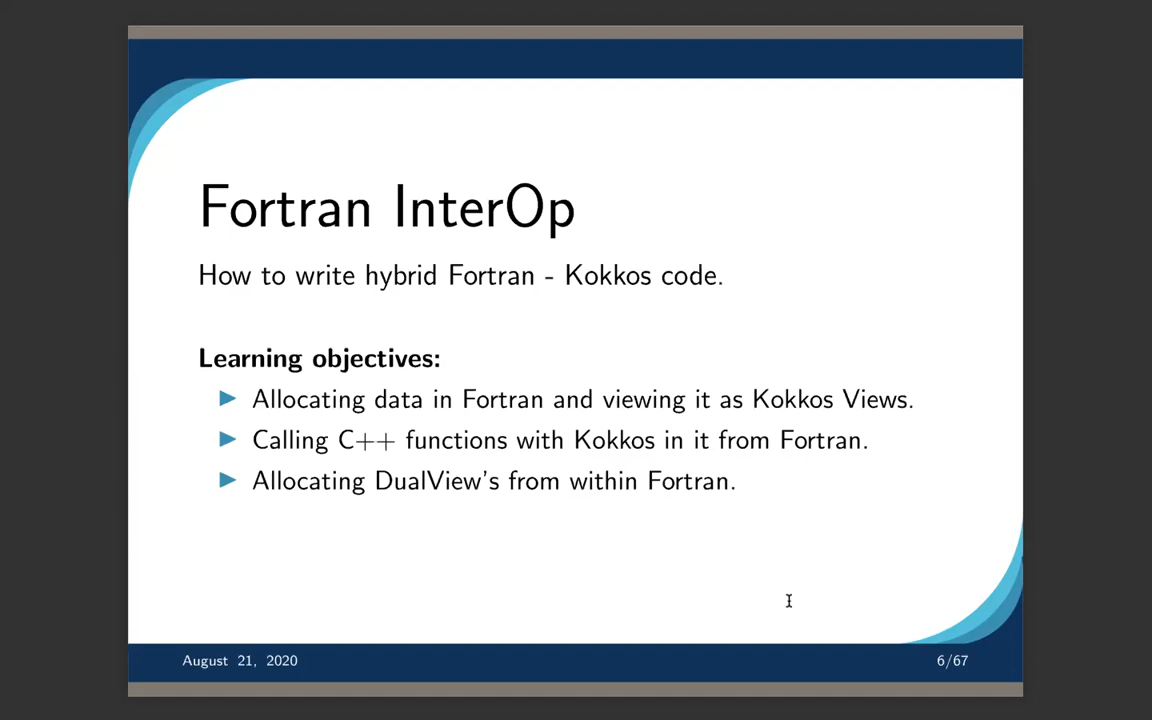 Fortran InterOp
How to write hybrid Fortran - Kokkos code.
Learning objectives:
▶ Allocating data in Fortran and viewing it as Kokkos Views.
▶ Calling C++ functions with Kokkos in it from Fortran.
▶ Allocating DualView's from within Fortran.
August 21, 2020
6/67